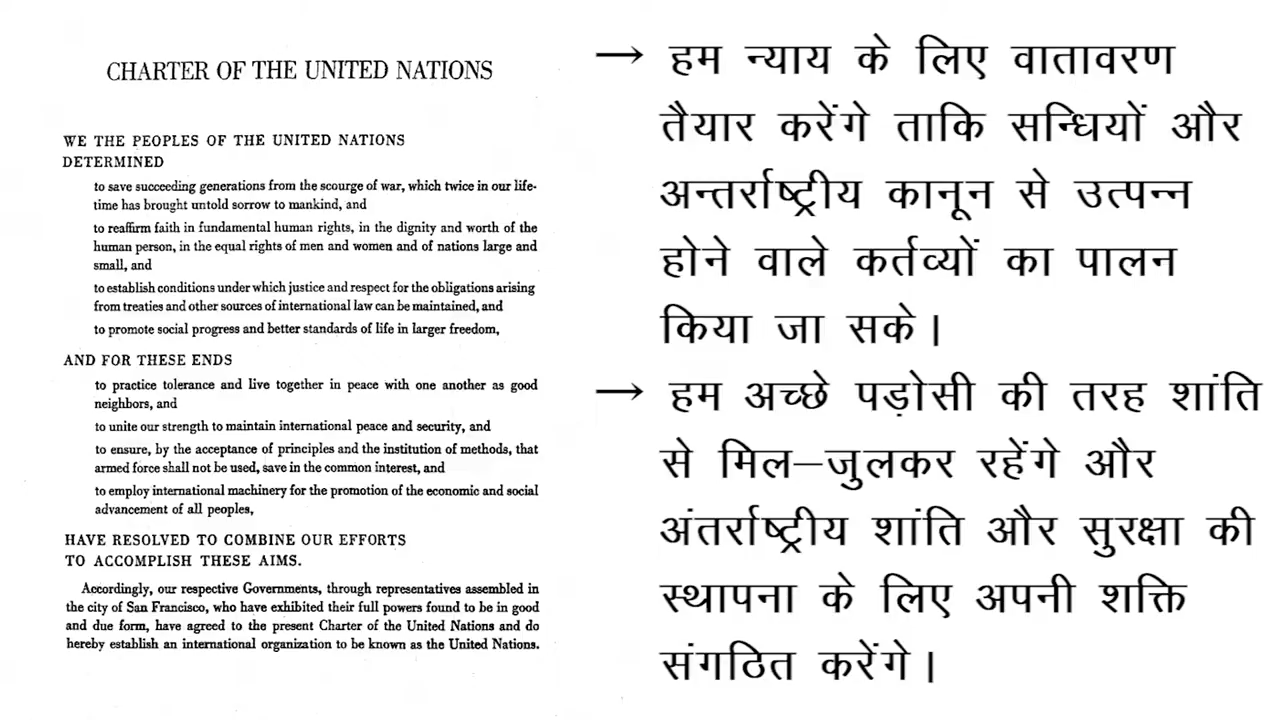 CHARTER OF THE UNITED NATIONS
WE THE PEOPLES OF THE UNITED NATIONS
DETERMINED
to save succeeding generations from the scourge of war, which twice in our life-
time has brought untold sorrow to mankind, and
to reaffirm faith in fundamental human rights, in the dignity and worth of the
human person, in the equal rights of men and women and of nations large and
small, and
to establish conditions under which justice and respect for the obligations arising
from treaties and other sources of international law can be maintained, and
to promote social progress and better standards of life in larger freedom,
AND FOR THESE ENDS
to practice tolerance and live together in peace with one another as good
neighbors, and
to unite our strength to maintain international peace and security, and
to ensure, by the acceptance of principles and the institution of methods, that
armed force shall not be used, save in the common interest, and
to employ international machinery for the promotion of the economic and social
advancement of all peoples,
HAVE RESOLVED TO COMBINE OUR EFFORTS
TO ACCOMPLISH THESE AIMS.
Accordingly, our respective Governments, through representatives assembled in
the city of San Francisco, who have exhibited their full powers found to be in good
and due form, have agreed to the present Charter of the United Nations and do
hereby establish an international organization to be known as the United Nations.
→ हम न्याय के लिए वातावरण
तैयार करेंगे ताकि सन्धियों और
अन्तर्राष्ट्रीय कानून से उत्पन्न
होने वाले कर्तव्यों का पालन
किया जा सके।
→ हम अच्छे पड़ोसी की तरह शांति
से मिल–जुलकर रहेंगे और
अंतर्राष्ट्रीय शांति और सुरक्षा की
स्थापना के लिए अपनी शक्ति
संगठित करेंगे।